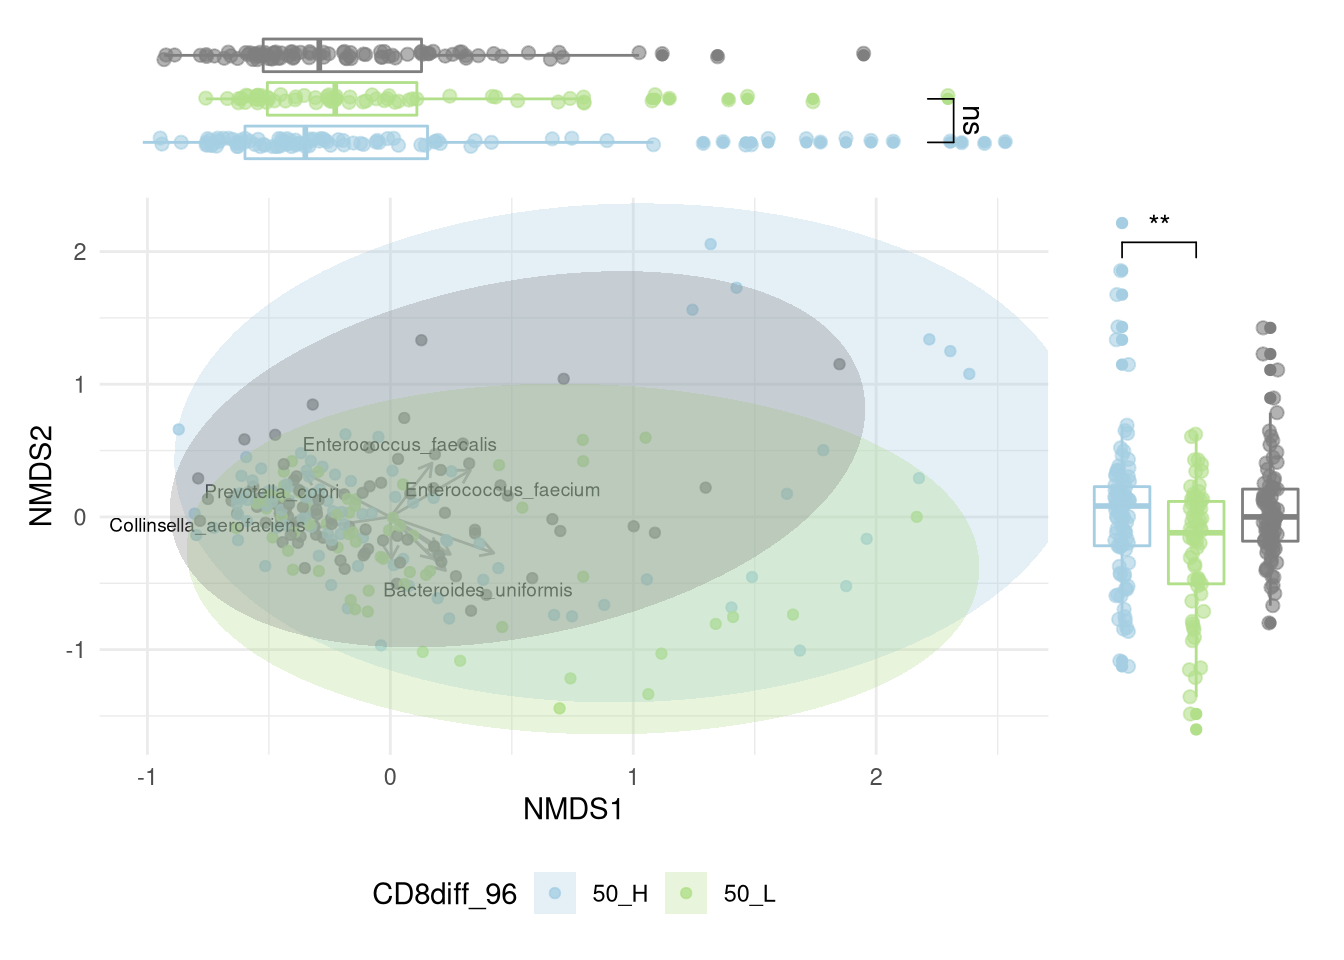 ns
**
NMDS2
2
1
0
-1
Enterococcus_faecalis
Prevotella_copri
Enterococcus_faecium
Collinsella_aerofaciens
Bacteroides_uniformis
-1 0 1 2
NMDS1
CD8diff_96 50_H 50_L